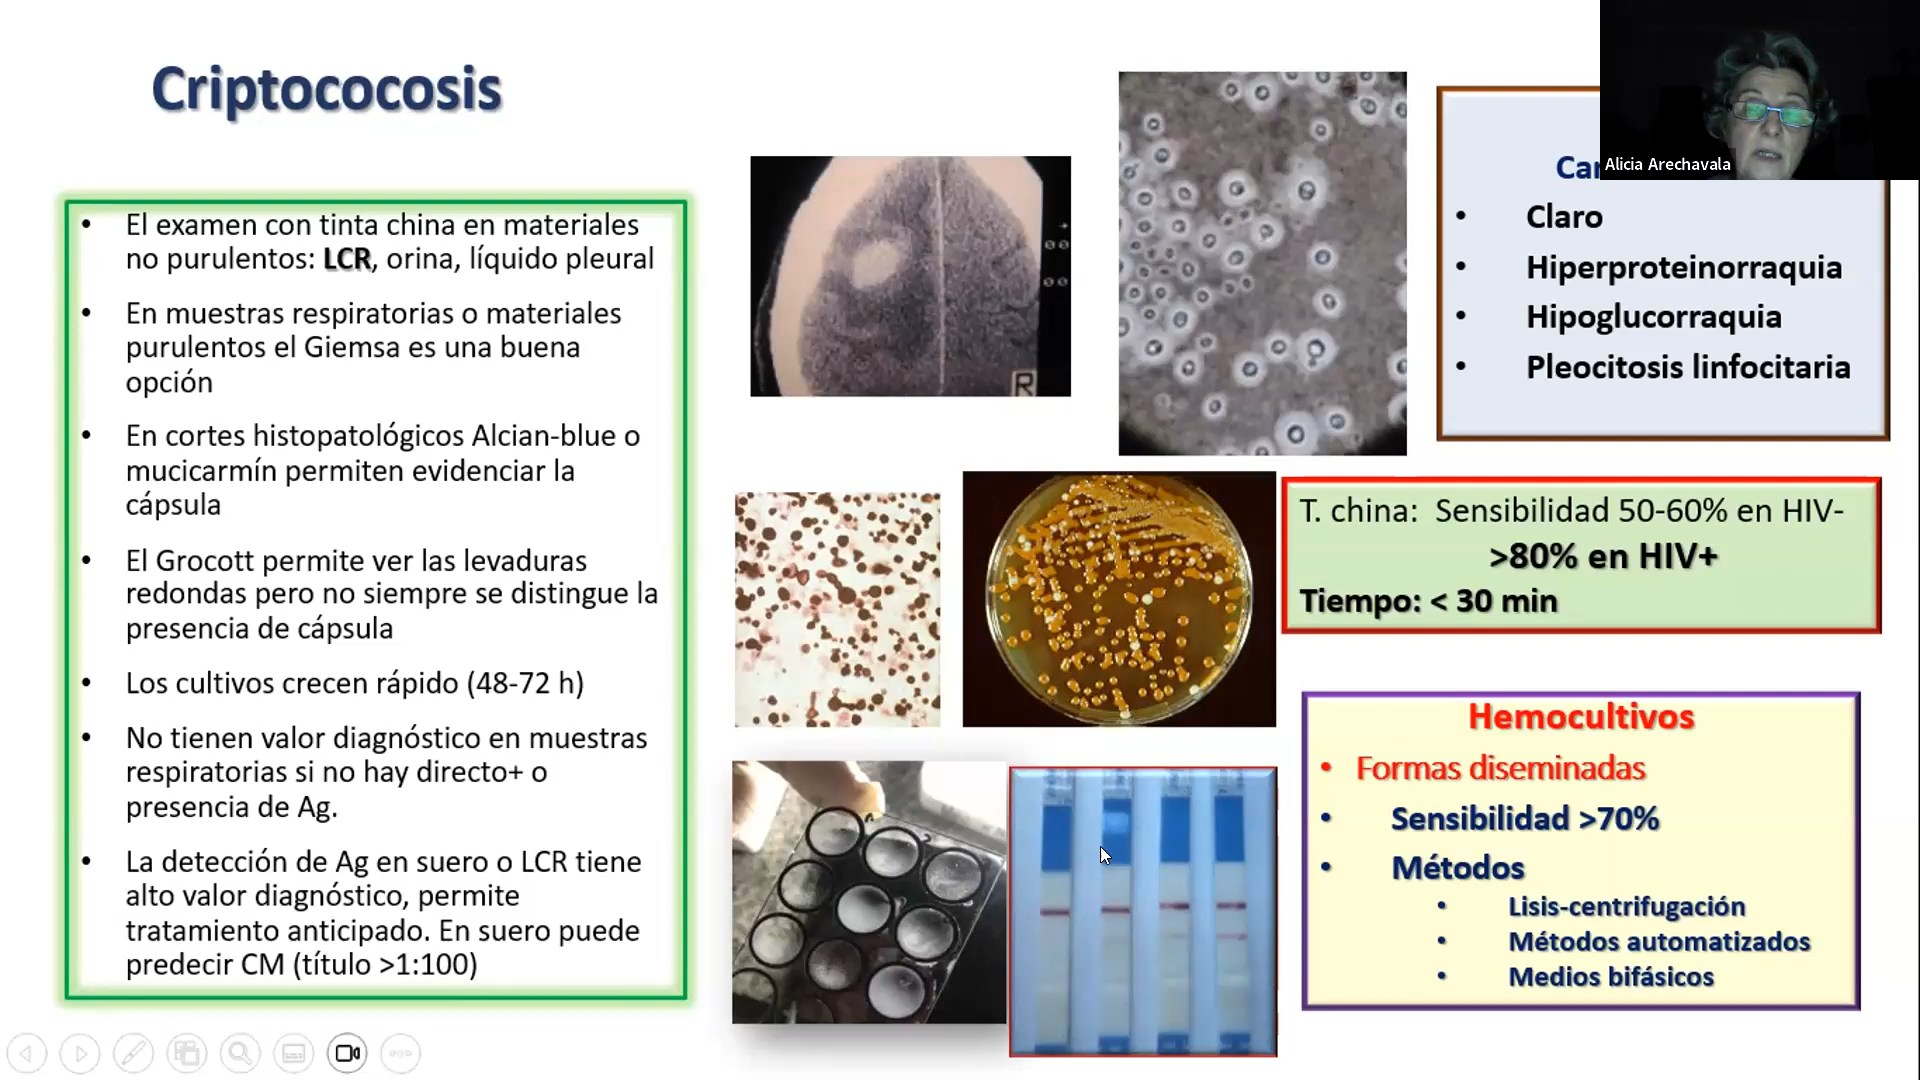 Criptococosis
• El examen con tinta china en materiales
no purulentos: LCR, orina, líquido pleural
• En muestras respiratorias o materiales
purulentos el Giemsa es una buena
opción
• En cortes histopatológicos Alcian-blue o
mucicarmín permiten evidenciar la
cápsula
• El Grocott permite ver las levaduras
redondas pero no siempre se distingue la
presencia de cápsula
• Los cultivos crecen rápido (48-72 h)
• No tienen valor diagnóstico en muestras
respiratorias si no hay directo+ o
presencia de Ag.
• La detección de Ag en suero o LCR tiene
alto valor diagnóstico, permite
tratamiento anticipado. En suero puede
predecir CM (título >1:100)
R
Alicia Arechavala
• Claro
• Hiperproteinorraquia
• Hipoglucorraquia
• Pleocitosis linfocitaria
T. china: Sensibilidad 50-60% en HIV-
>80% en HIV+
Tiempo: < 30 min
Hemocultivos
• Formas diseminadas
• Sensibilidad >70%
• Métodos
• Lisis-centrifugación
• Métodos automatizados
• Medios bifásicos